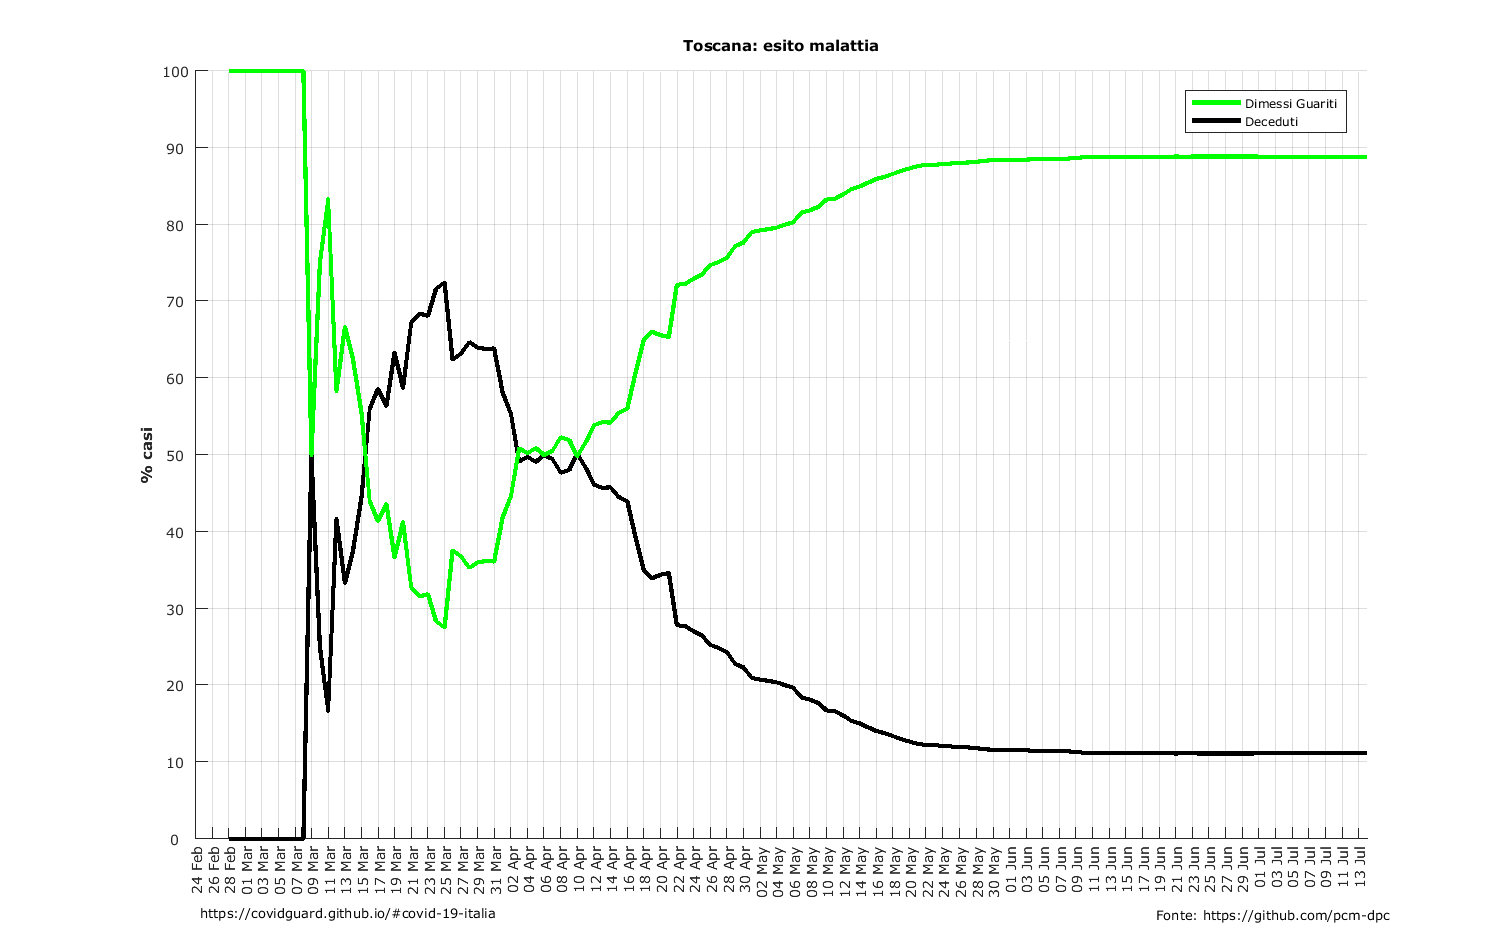 Toscana: esito malattia
Dimessi Guariti
Deceduti
% casi
100
90
80
70
60
50
40
30
20
10
0
24 Feb
26 Feb
28 Feb
01 Mar
03 Mar
05 Mar
07 Mar
09 Mar
11 Mar
13 Mar
15 Mar
17 Mar
19 Mar
21 Mar
23 Mar
25 Mar
27 Mar
29 Mar
31 Mar
02 Apr
04 Apr
06 Apr
08 Apr
10 Apr
12 Apr
14 Apr
16 Apr
18 Apr
20 Apr
22 Apr
24 Apr
26 Apr
28 Apr
30 Apr
02 May
04 May
06 May
08 May
10 May
12 May
14 May
16 May
18 May
20 May
22 May
24 May
26 May
28 May
30 May
01 Jun
03 Jun
05 Jun
07 Jun
09 Jun
11 Jun
13 Jun
15 Jun
17 Jun
19 Jun
21 Jun
23 Jun
25 Jun
27 Jun
29 Jun
01 Jul
03 Jul
05 Jul
07 Jul
09 Jul
11 Jul
13 Jul
https://covidguard.github.io/#covid-19-italia
Fonte: https://github.com/pcm-dpc